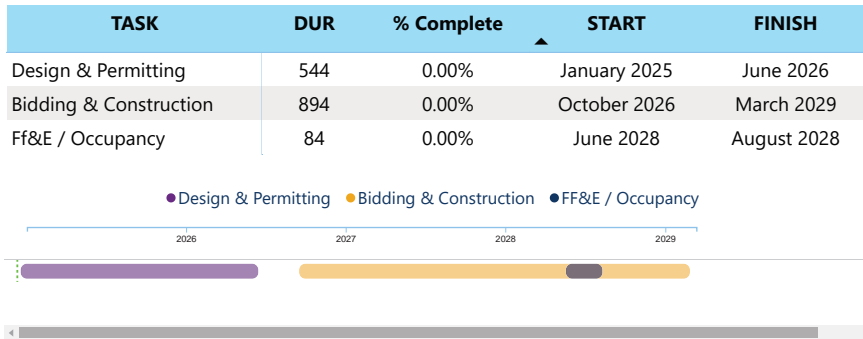 TASK DUR % Complete START FINISH
Design & Permitting 544 0.00% January 2025 June 2026
Bidding & Construction 894 0.00% October 2026 March 2029
Ff&E / Occupancy 84 0.00% June 2028 August 2028
Design & Permitting Bidding & Construction FF&E / Occupancy
2026 2027 2028 2029